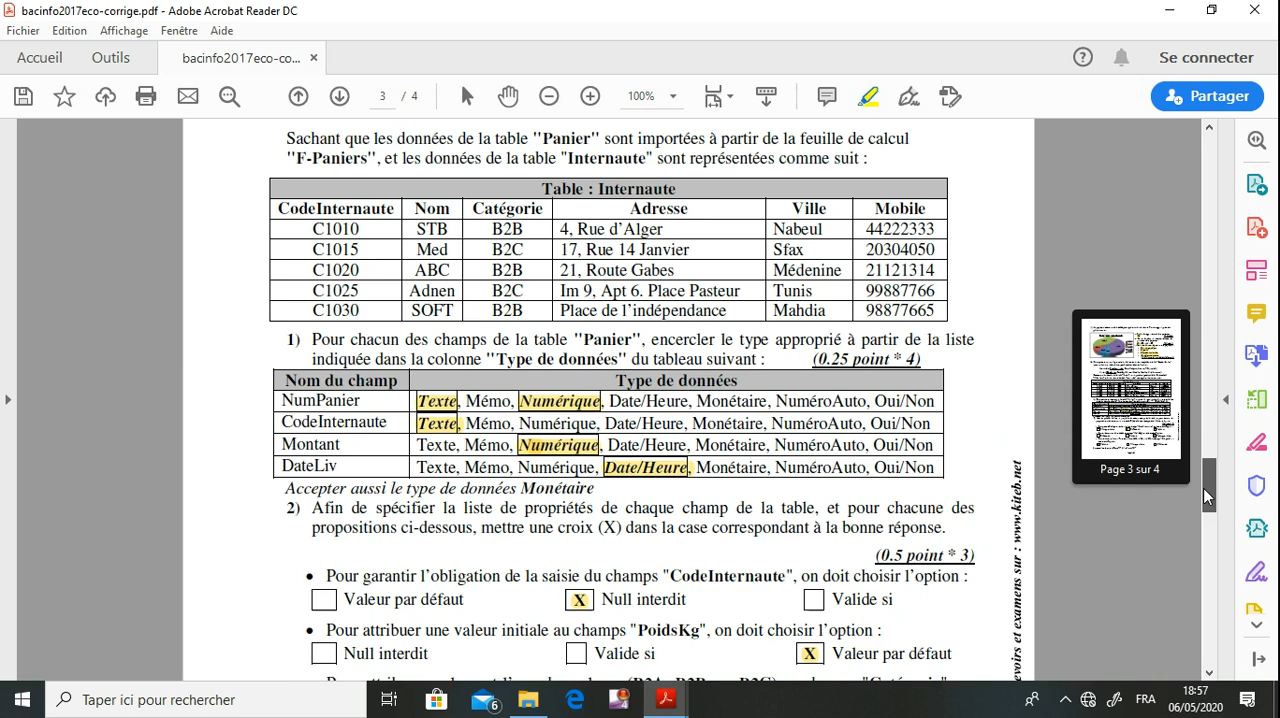 bacinfo2017eco-corrige.pdf - Adobe Acrobat Reader DC
Fichier Edition Affichage Fenêtre Aide
Accueil Outils bacinfo2017eco-co... × Se connecter
3 / 4 100% Partager
Sachant que les données de la table "Panier" sont importées à partir de la feuille de calcul
"F-Paniers", et les données de la table "Internaute" sont représentées comme suit :
Table : Internaute
CodeInternaute Nom Catégorie Adresse Ville Mobile
C1010 STB B2B 4, Rue d'Alger Nabeul 44222333
C1015 Med B2C 17, Rue 14 Janvier Sfax 20304050
C1020 ABC B2B 21, Route Gabes Médenine 21121314
C1025 Adnen B2C Im 9, Apt 6. Place Pasteur Tunis 99887766
C1030 SOFT B2B Place de l'indépendance Mahdia 98877665
1) Pour chacun des champs de la table "Panier", encercler le type approprié à partir de la liste
indiquée dans la colonne "Type de données" du tableau suivant : (0.25 point * 4)
Nom du champ Type de données
NumPanier Texte, Mémo, Numérique, Date/Heure, Monétaire, NuméroAuto, Oui/Non
CodeInternaute Texte, Mémo, Numérique, Date/Heure, Monétaire, NuméroAuto, Oui/Non
Montant Texte, Mémo, Numérique, Date/Heure, Monétaire, NuméroAuto, Oui/Non
DateLiv Texte, Mémo, Numérique, Date/Heure, Monétaire, NuméroAuto, Oui/Non
Accepter aussi le type de données Monétaire
2) Afin de spécifier la liste de propriétés de chaque champ de la table, et pour chacune des
propositions ci-dessous, mettre une croix (X) dans la case correspondant à la bonne réponse.
(0.5 point * 3)
• Pour garantir l'obligation de la saisie du champs "CodeInternaute", on doit choisir l'option :
Valeur par défaut X Null interdit Valide si
• Pour attribuer une valeur initiale au champs "PoidsKg", on doit choisir l'option :
Null interdit Valide si X Valeur par défaut
evoirs et examens sur : www.kiteb.net
Page 3 sur 4
Taper ici pour rechercher
6
FRA
18:57
06/05/2020